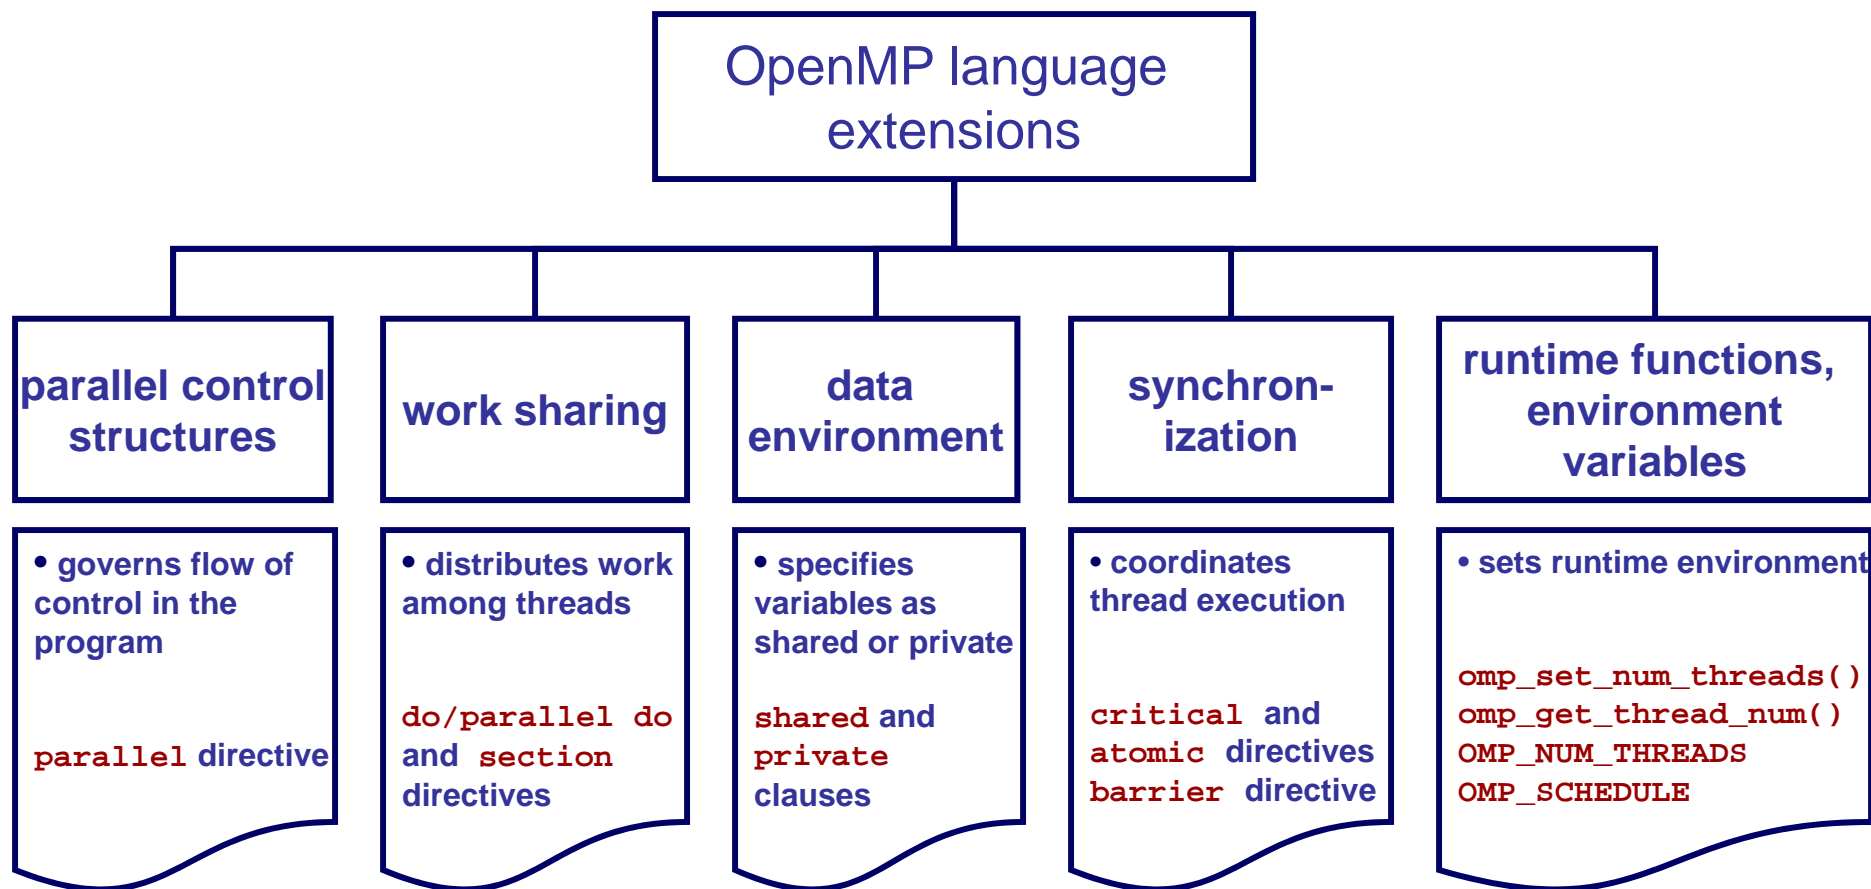 OpenMP language
extensions
parallel control
structures
work sharing
data
environment
synchron-
ization
runtime functions,
environment
variables
• governs flow of
control in the
program
parallel directive
• distributes work
among threads
do/parallel do
and section
directives
• specifies
variables as
shared or private
shared and
private
clauses
• coordinates
thread execution
critical and
atomic directives
barrier directive
• sets runtime environment
omp_set_num_threads()
omp_get_thread_num()
OMP_NUM_THREADS
OMP_SCHEDULE